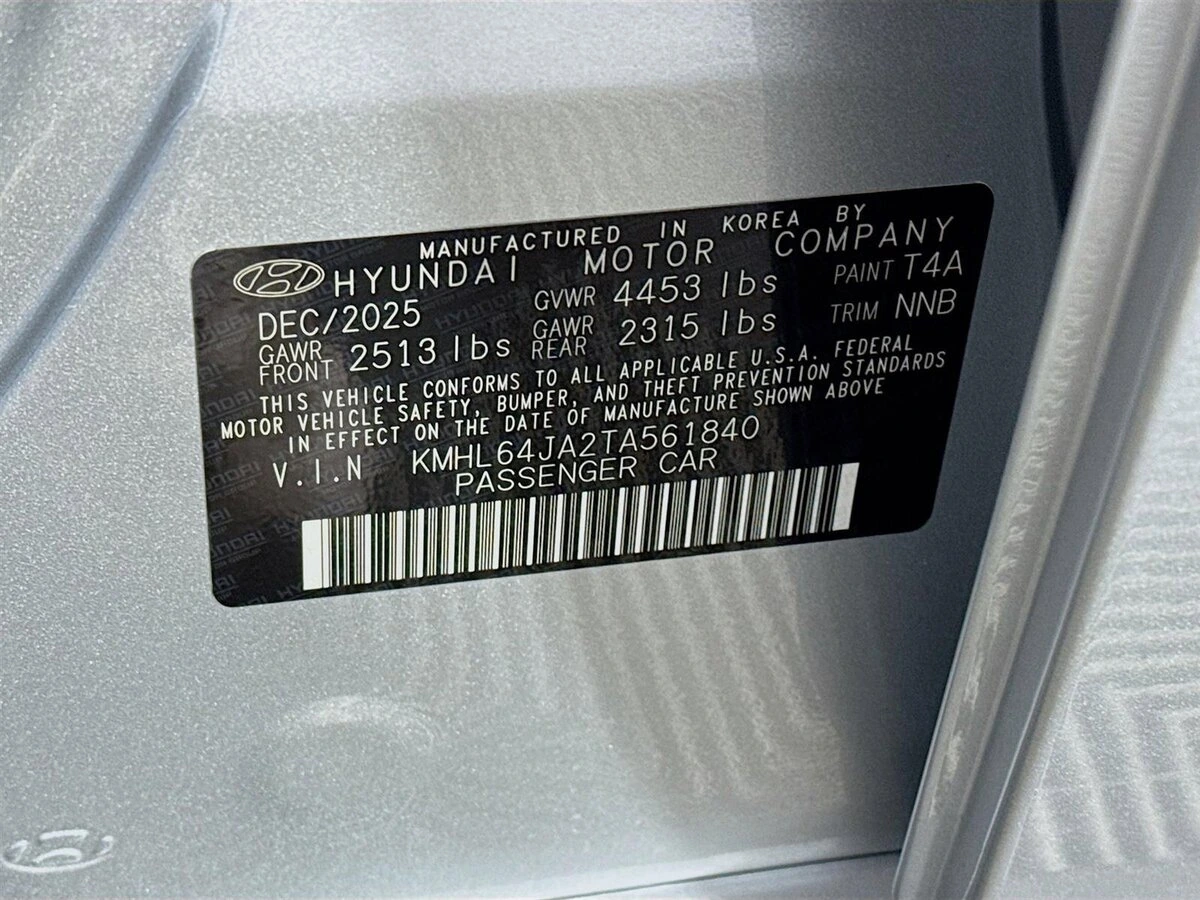 MANUFACTURED IN KOREA BY
HYUNDAI MOTOR COMPANY
DEC/2025 GVWR 4453 lbs PAINT T4A
GAWR FRONT 2513 lbs GAWR REAR 2315 lbs TRIM NNB
THIS VEHICLE CONFORMS TO ALL APPLICABLE U.S.A. FEDERAL
MOTOR VEHICLE SAFETY, BUMPER, AND THEFT PREVENTION STANDARDS
IN EFFECT ON THE DATE OF MANUFACTURE SHOWN ABOVE
V.I.N KMHL64JA2TA561840
PASSENGER CAR